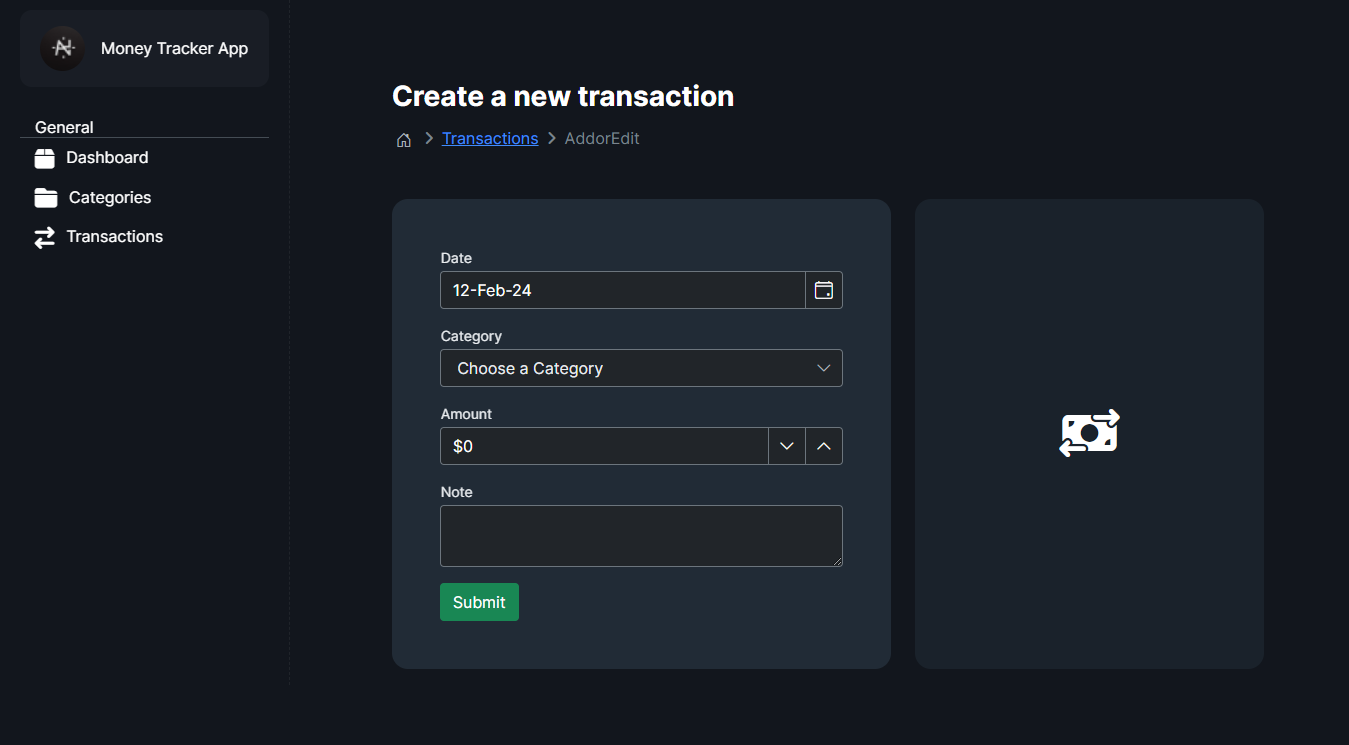 Money Tracker App
General
Dashboard
Categories
Transactions
Create a new transaction
Transactions AddorEdit
Date
12-Feb-24
Category
Choose a Category
Amount
$0
Note
Submit